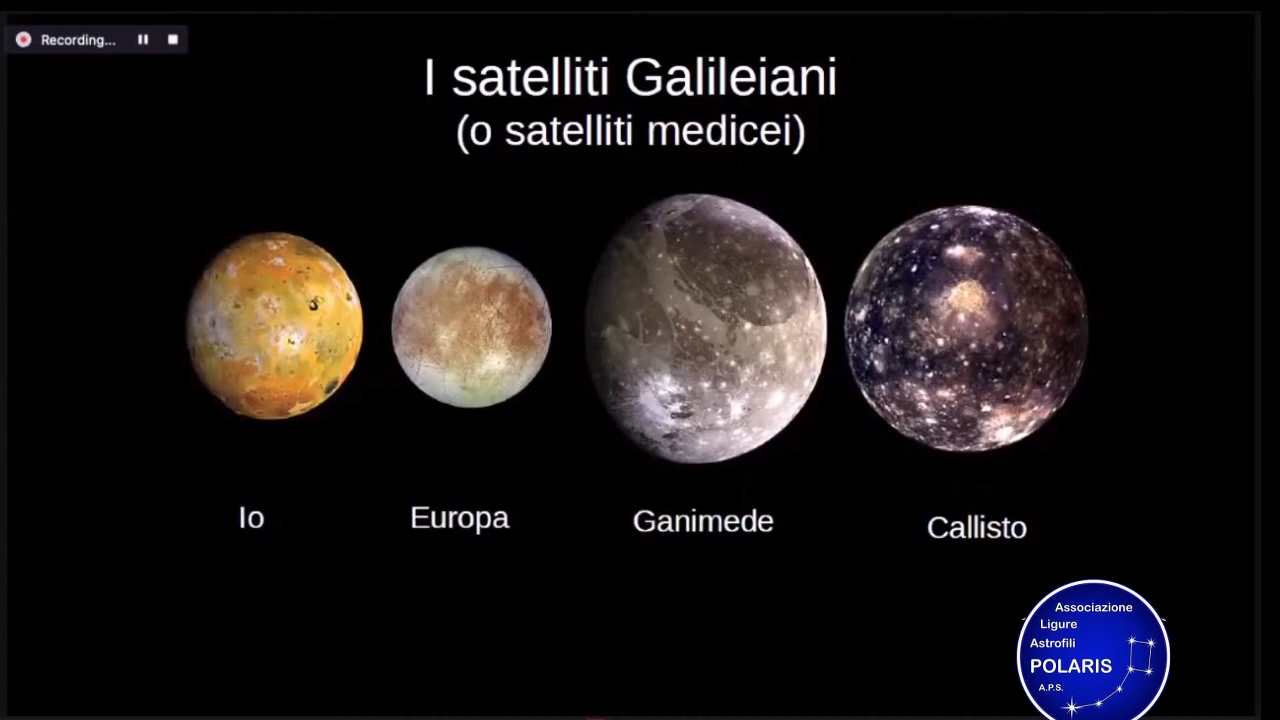 Recording...
I satelliti Galileiani
(o satelliti medicei)
Io
Europa
Ganimede
Callisto
Associazione
Ligure
Astrofili
POLARIS
A.P.S.